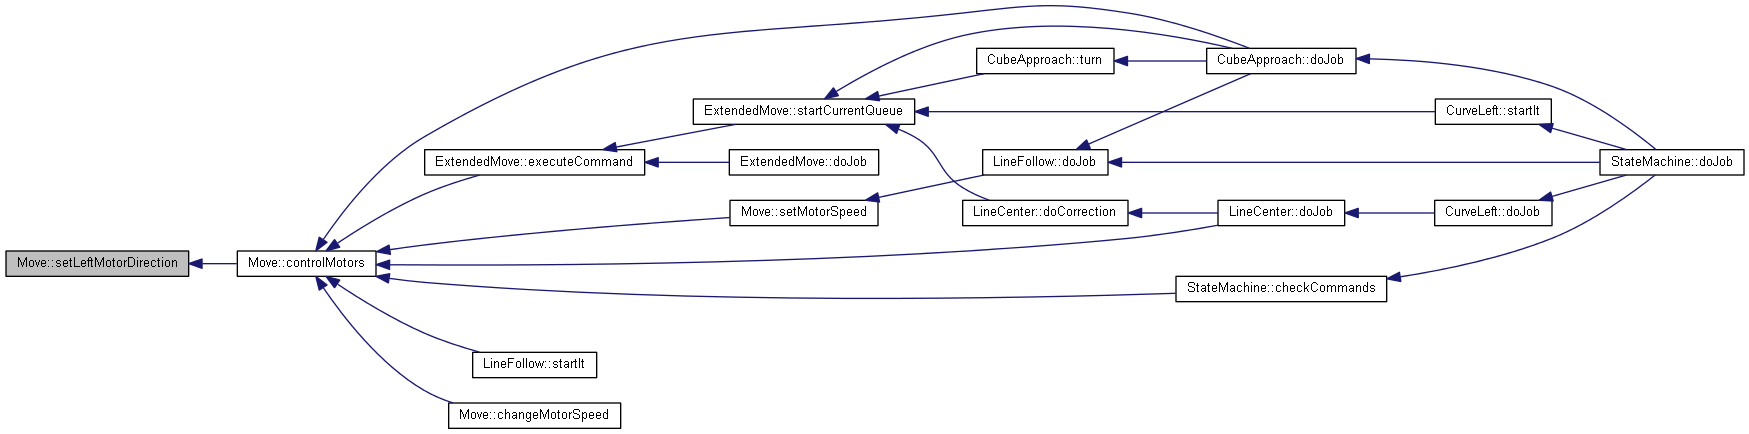 CubeApproach::turn
CubeApproach::doJob
ExtendedMove::startCurrentQueue
CurveLeft::startIt
ExtendedMove::executeCommand
ExtendedMove::doJob
LineFollow::doJob
StateMachine::doJob
Move::setMotorSpeed
LineCenter::doCorrection
LineCenter::doJob
CurveLeft::doJob
Move::setLeftMotorDirection
Move::controlMotors
StateMachine::checkCommands
LineFollow::startIt
Move::changeMotorSpeed